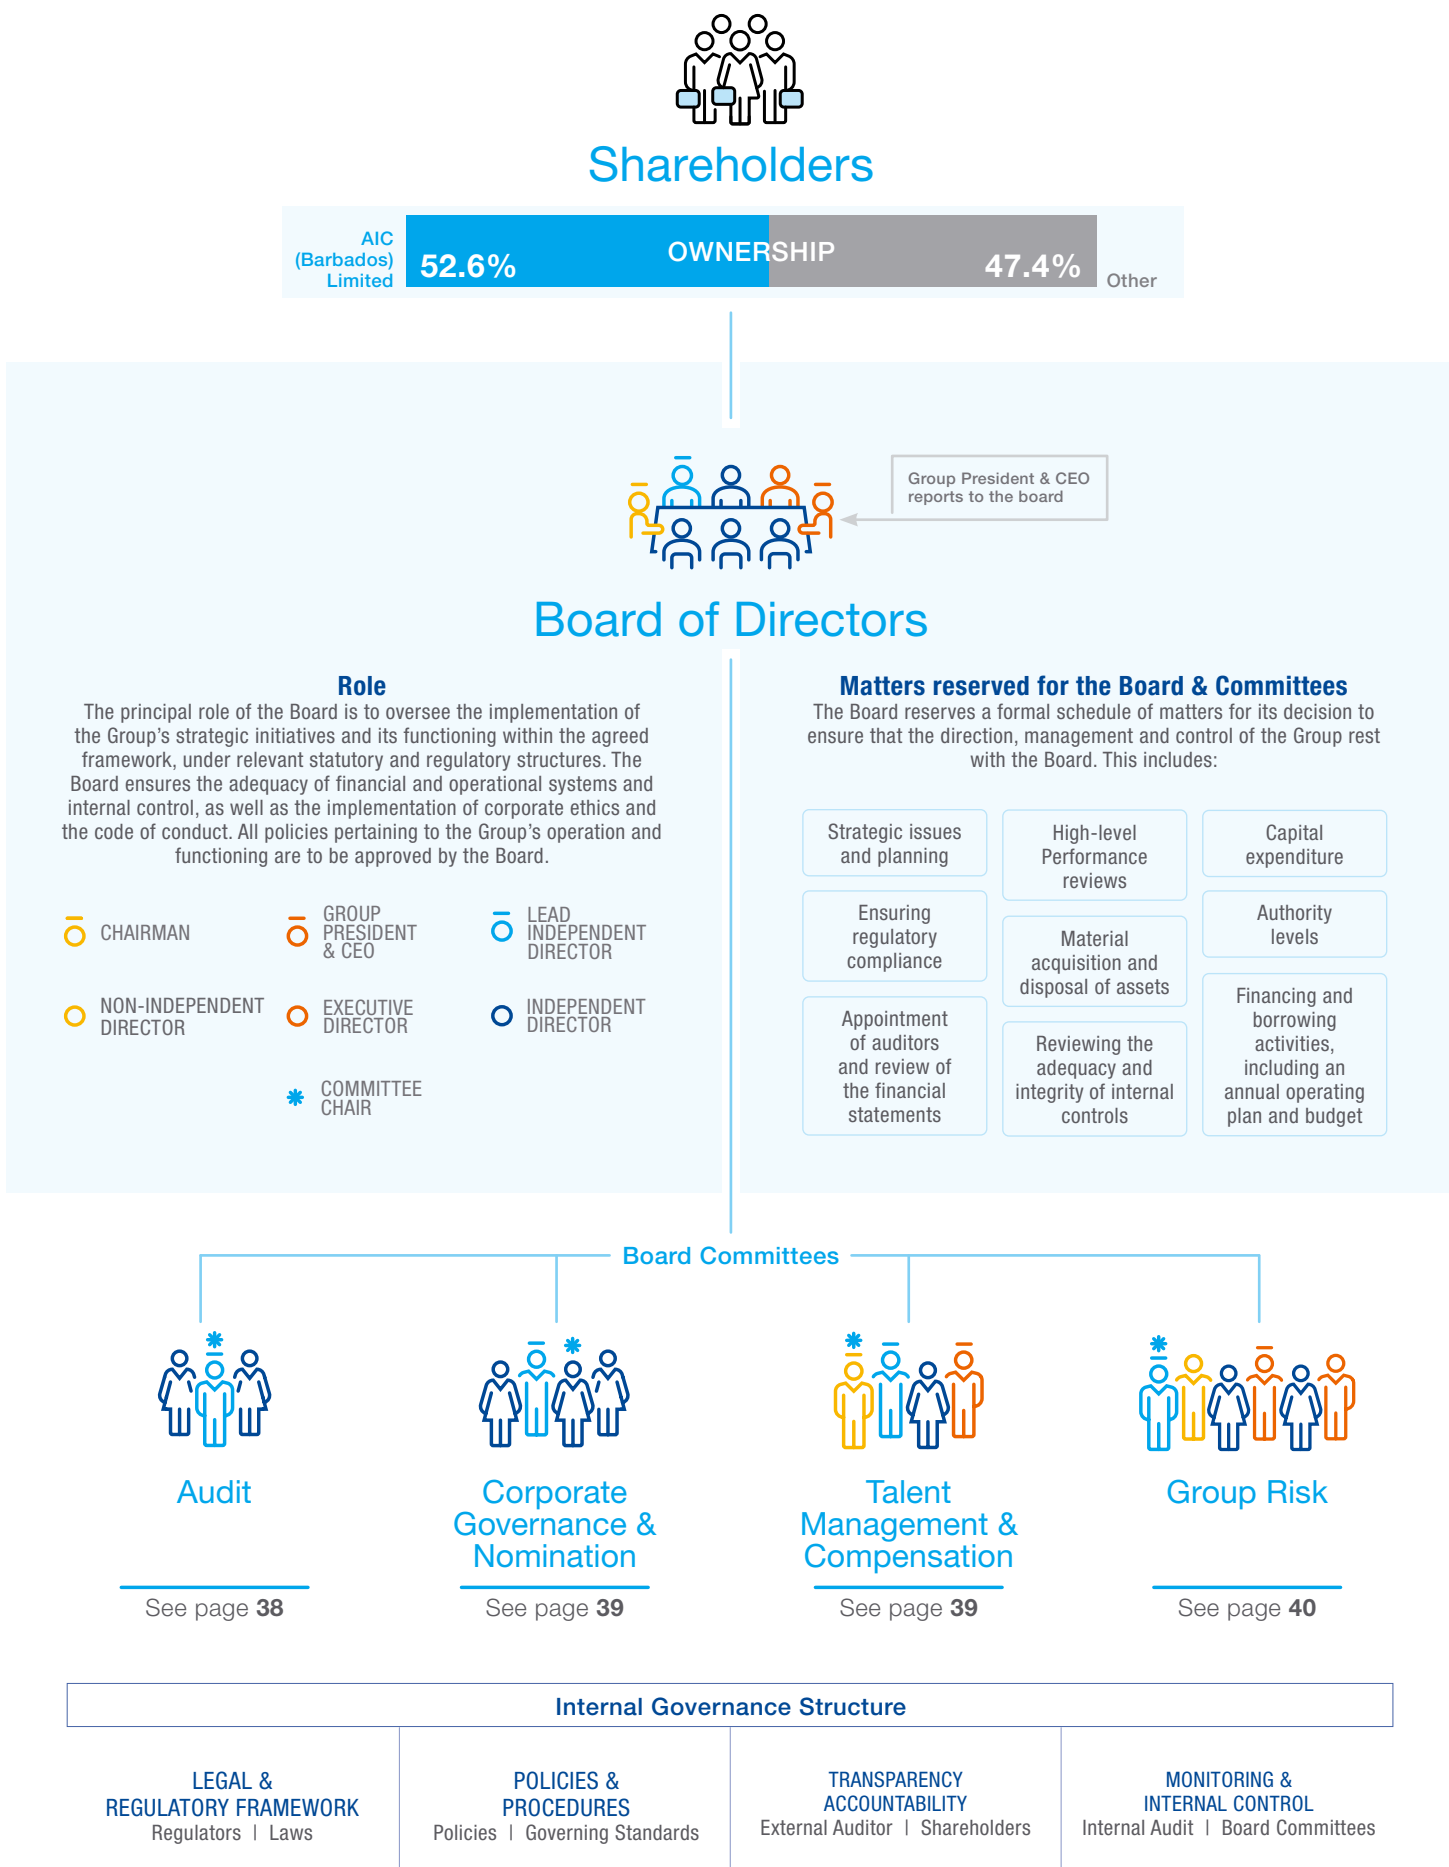 Shareholders
AIC
(Barbados)
Limited
52.6%
OWNERSHIP
47.4%
Other
Group President & CEO
reports to the board
Board of Directors
Role
The principal role of the Board is to oversee the implementation of
the Group's strategic initiatives and its functioning within the agreed
framework, under relevant statutory and regulatory structures. The
Board ensures the adequacy of financial and operational systems and
internal control, as well as the implementation of corporate ethics and
the code of conduct. All policies pertaining to the Group's operation and
functioning are to be approved by the Board.
CHAIRMAN
GROUP
PRESIDENT
& CEO
LEAD
INDEPENDENT
DIRECTOR
NON-INDEPENDENT
DIRECTOR
EXECUTIVE
DIRECTOR
INDEPENDENT
DIRECTOR
COMMITTEE
CHAIR
Matters reserved for the Board & Committees
The Board reserves a formal schedule of matters for its decision to
ensure that the direction, management and control of the Group rest
with the Board. This includes:
Strategic issues
and planning
Ensuring
regulatory
compliance
Appointment
of auditors
and review of
the financial
statements
High-level
Performance
reviews
Material
acquisition and
disposal of assets
Reviewing the
adequacy and
integrity of internal
controls
Capital
expenditure
Authority
levels
Financing and
borrowing
activities,
including an
annual operating
plan and budget
Board Committees
Audit
See page 38
Corporate
Governance &
Nomination
See page 39
Talent
Management &
Compensation
See page 39
Group Risk
See page 40
Internal Governance Structure
LEGAL &
REGULATORY FRAMEWORK
Regulators | Laws
POLICIES &
PROCEDURES
Policies | Governing Standards
TRANSPARENCY
ACCOUNTABILITY
External Auditor | Shareholders
MONITORING &
INTERNAL CONTROL
Internal Audit | Board Committees